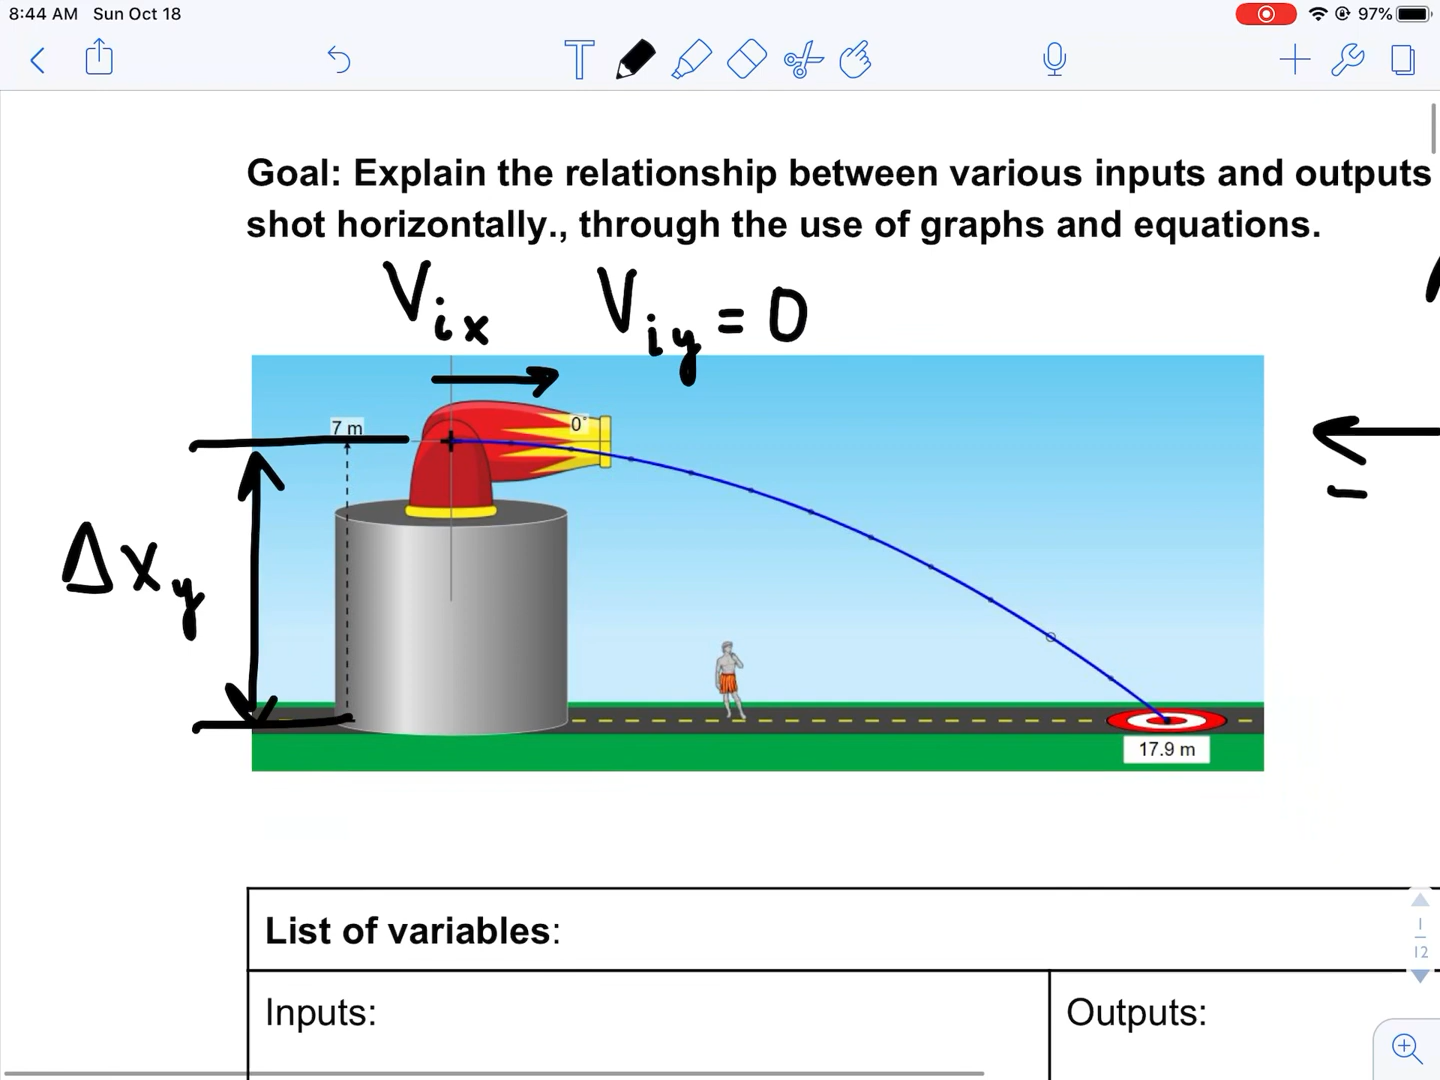 8:44 AM Sun Oct 18
97%
Goal: Explain the relationship between various inputs and outputs
shot horizontally., through the use of graphs and equations.
Vix Viy = 0
7 m
0°
Δxy
17.9 m
List of variables:
Inputs:
Outputs:
1
12